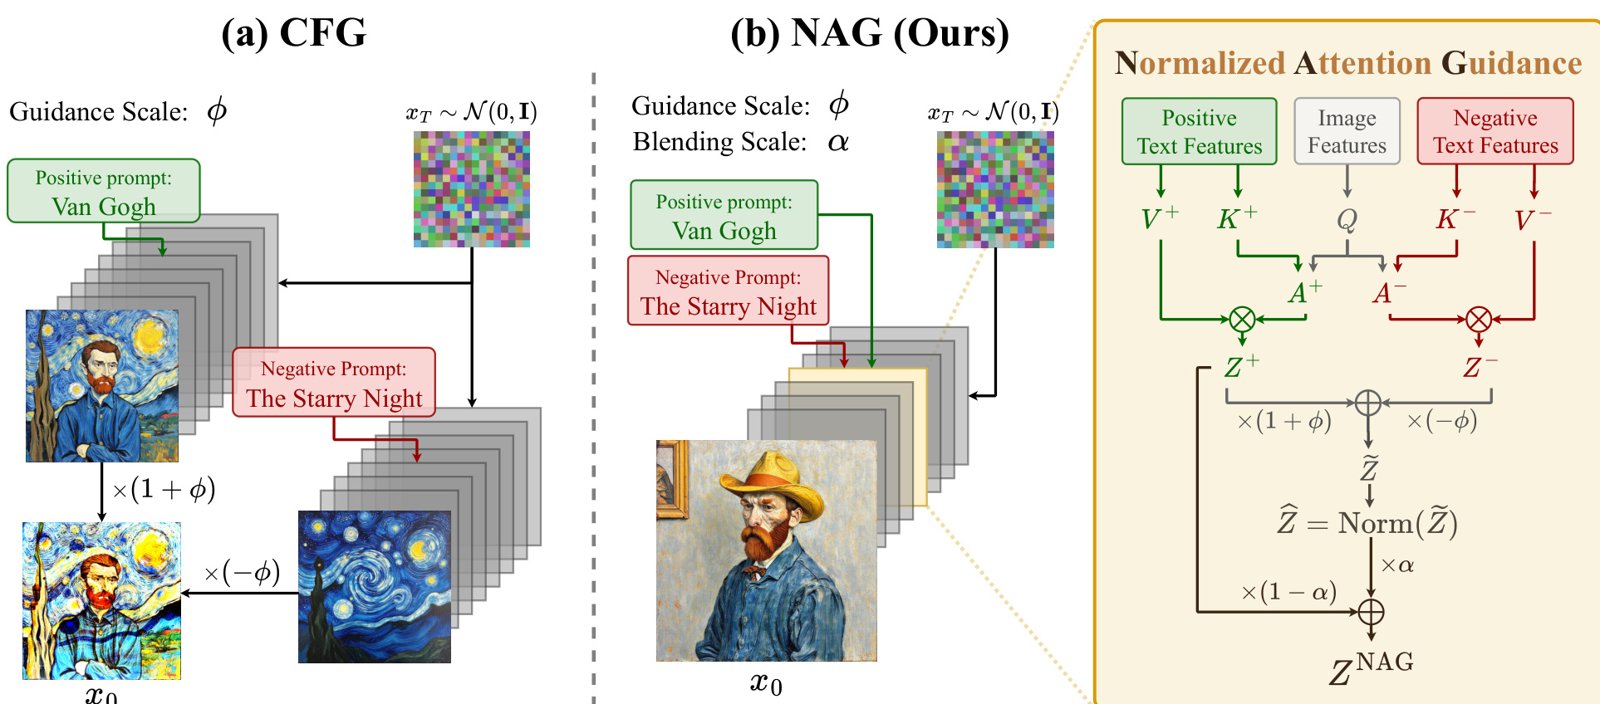 (a) CFG
Guidance Scale: ϕ
x_T ∼ 𝒩(0, I)
Positive prompt:
Van Gogh
Negative Prompt:
The Starry Night
×(1 + ϕ)
×(−ϕ)
x₀
(b) NAG (Ours)
Guidance Scale: ϕ
Blending Scale: α
x_T ∼ 𝒩(0, I)
Positive prompt:
Van Gogh
Negative Prompt:
The Starry Night
x₀
Normalized Attention Guidance
Positive
Text Features
Image
Features
Negative
Text Features
V⁺ K⁺ Q K⁻ V⁻
A⁺ A⁻
Z⁺ Z⁻
×(1 + ϕ) ×(−ϕ)
Z̃
Ẑ = Norm(Z̃)
×α
×(1 − α)
Z^NAG